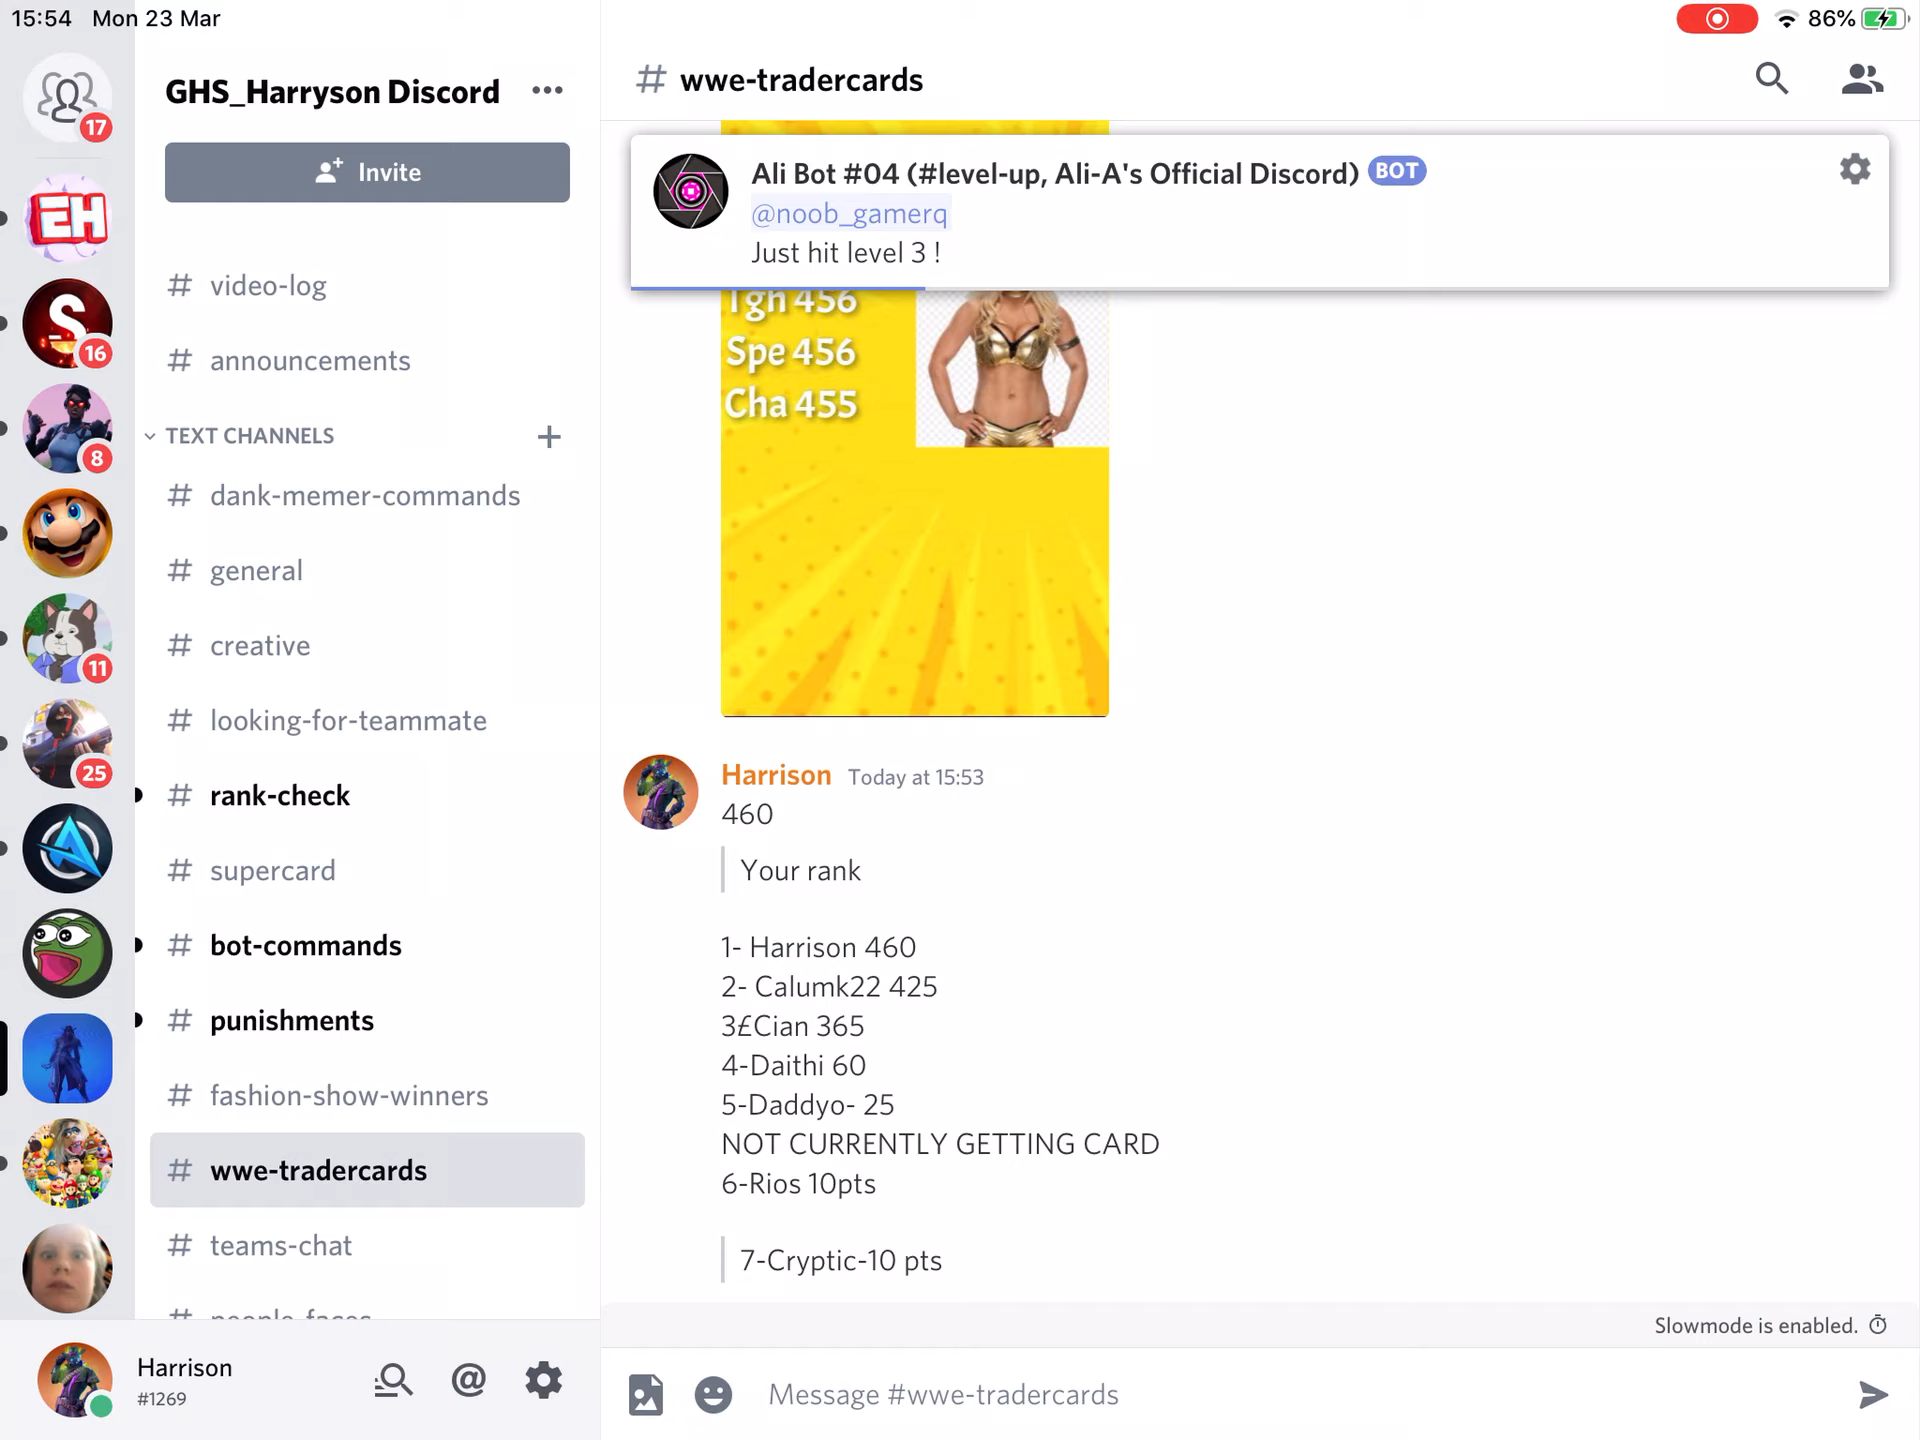 15:54 Mon 23 Mar
86%
17
EH
S
16
8
11
25
GHS_Harryson Discord
Invite
# video-log
# announcements
TEXT CHANNELS
# dank-memer-commands
# general
# creative
# looking-for-teammate
# rank-check
# supercard
# bot-commands
# punishments
# fashion-show-winners
# wwe-tradercards
# teams-chat
# people-faces
Harrison
#1269
# wwe-tradercards
Ali Bot #04 (#level-up, Ali-A's Official Discord) BOT
@noob_gamerq
Just hit level 3 !
Tgh 456
Spe 456
Cha 455
Harrison Today at 15:53
460
Your rank
1- Harrison 460
2- Calumk22 425
3£Cian 365
4-Daithi 60
5-Daddyo- 25
NOT CURRENTLY GETTING CARD
6-Rios 10pts
7-Cryptic-10 pts
Slowmode is enabled.
Message #wwe-tradercards